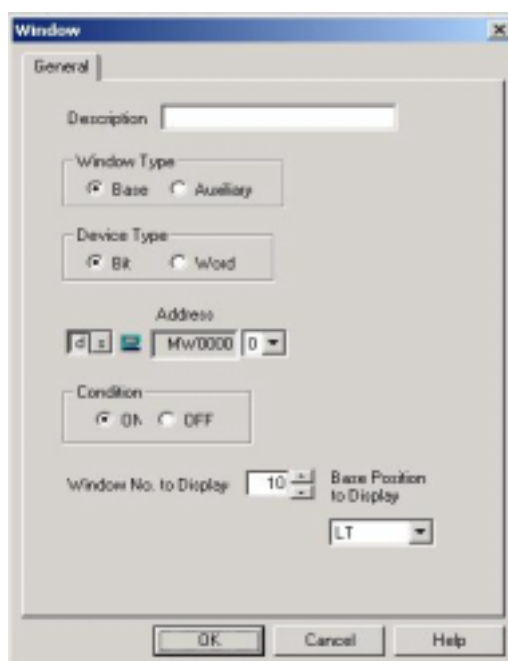 Window
General
Description
Window Type
Base Auxiliary
Device Type
Bit Word
Address
d s MW0000 0
Condition
ON OFF
Window No. to Display 10 Base Position
to Display
LT
OK Cancel Help